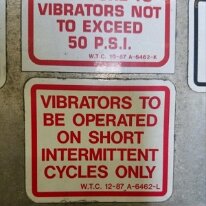 VIBRATORS NOT
TO EXCEED
50 P.S.I.
W.T.C. 10-87 A-6462-K
VIBRATORS TO
BE OPERATED
ON SHORT
INTERMITTENT
CYCLES ONLY
W.T.C. 12-87 A-6462-L